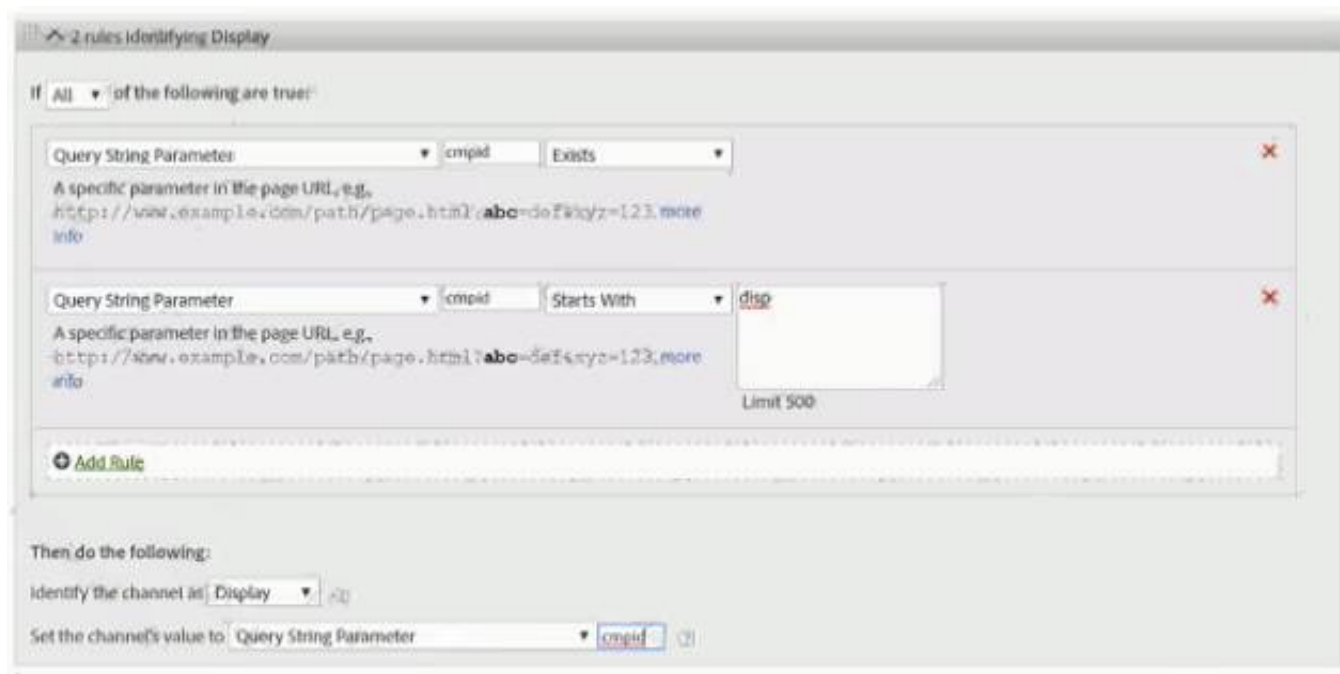 2 rules identifying Display
If All of the following are true:
Query String Parameter cmpid Exists
A specific parameter in the page URL, e.g.,
http://www.example.com/path/page.html?abc=def&xyz=123. more
info
Query String Parameter cmpid Starts With disp
A specific parameter in the page URL, e.g.,
http://www.example.com/path/page.html?abc=def&xyz=123. more
info
Limit 500
Add Rule
Then do the following:
Identify the channel as Display
Set the channel's value to Query String Parameter cmpid